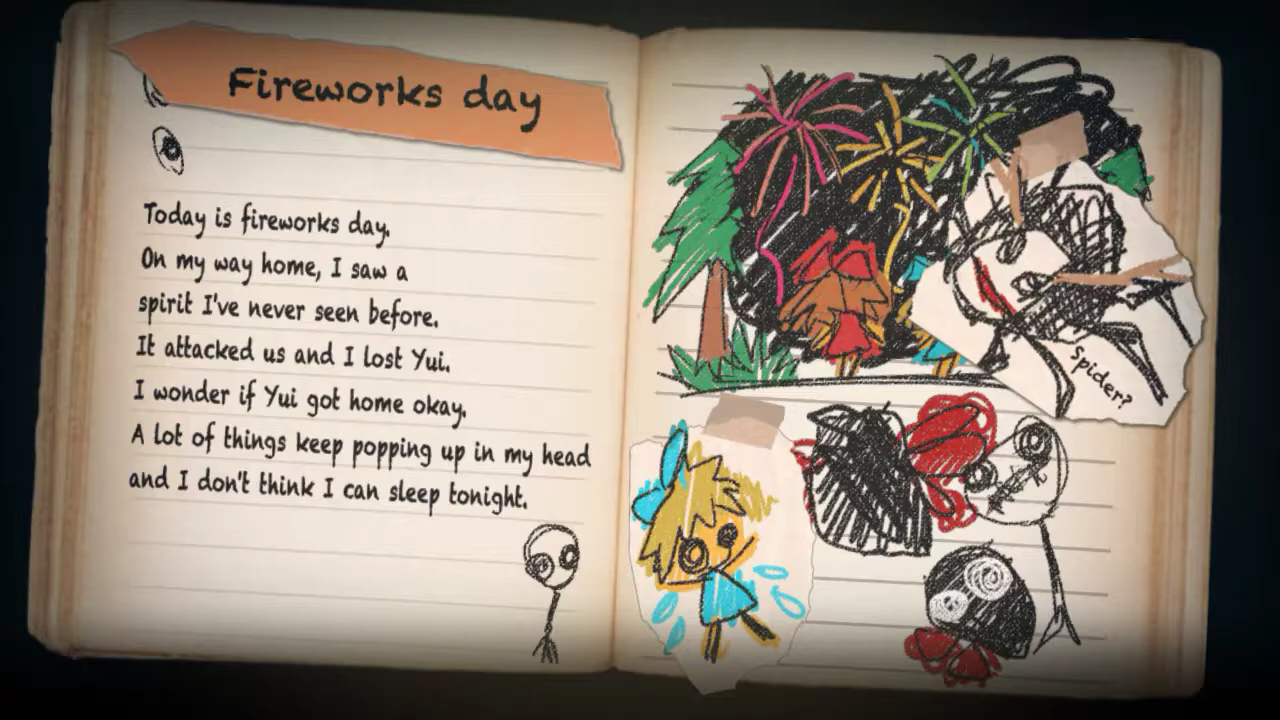 Fireworks day
Today is fireworks day.
On my way home, I saw a
spirit I've never seen before.
It attacked us and I lost Yui.
I wonder if Yui got home okay.
A lot of things keep popping up in my head
and I don't think I can sleep tonight.
Spider?